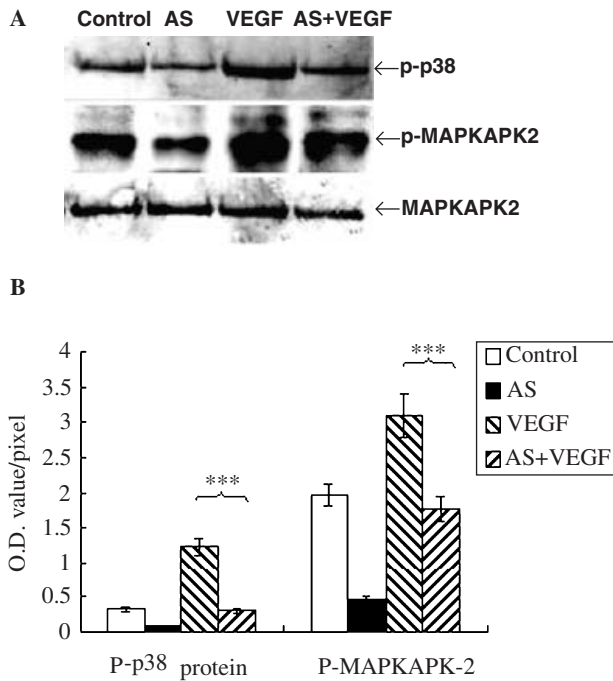 A
Control AS VEGF AS+VEGF
←p-p38
←p-MAPKAPK2
←MAPKAPK2
B
O.D. value/pixel
4
3.5
3
2.5
2
1
1
0.5
0
***
***
Control
AS
VEGF
AS+VEGF
P-p38 protein
P-MAPKAPK-2